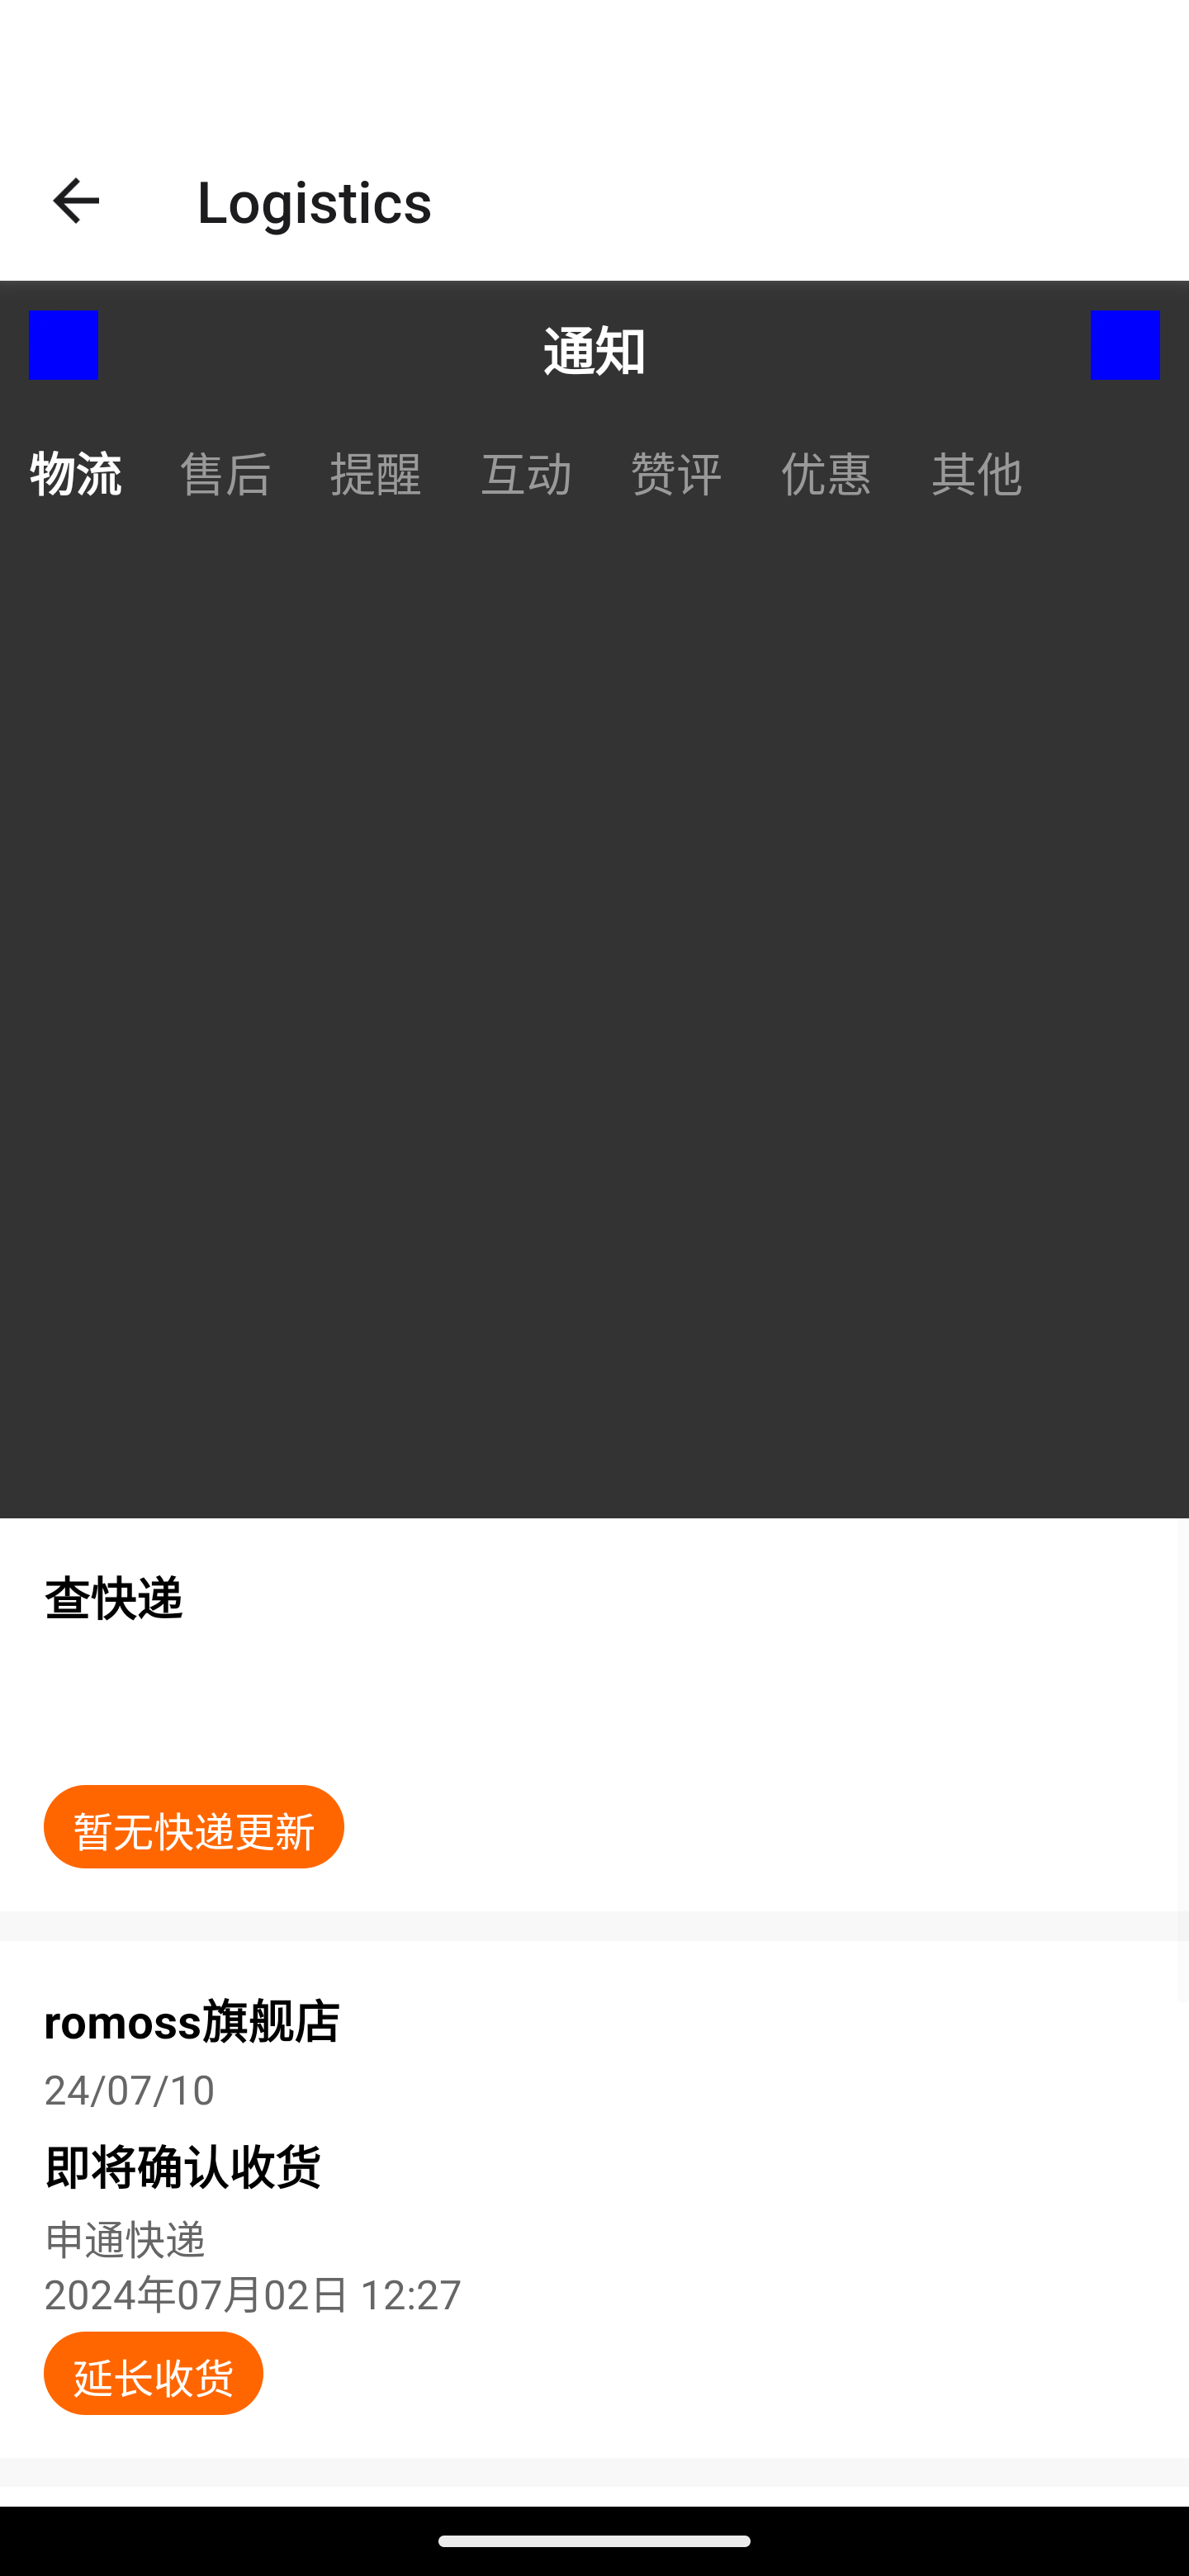 Logistics
通知
物流 售后 提醒 互动 赞评 优惠 其他
查快递
暂无快递更新
romoss旗舰店
24/07/10
即将确认收货
申通快递
2024年07月02日 12:27
延长收货